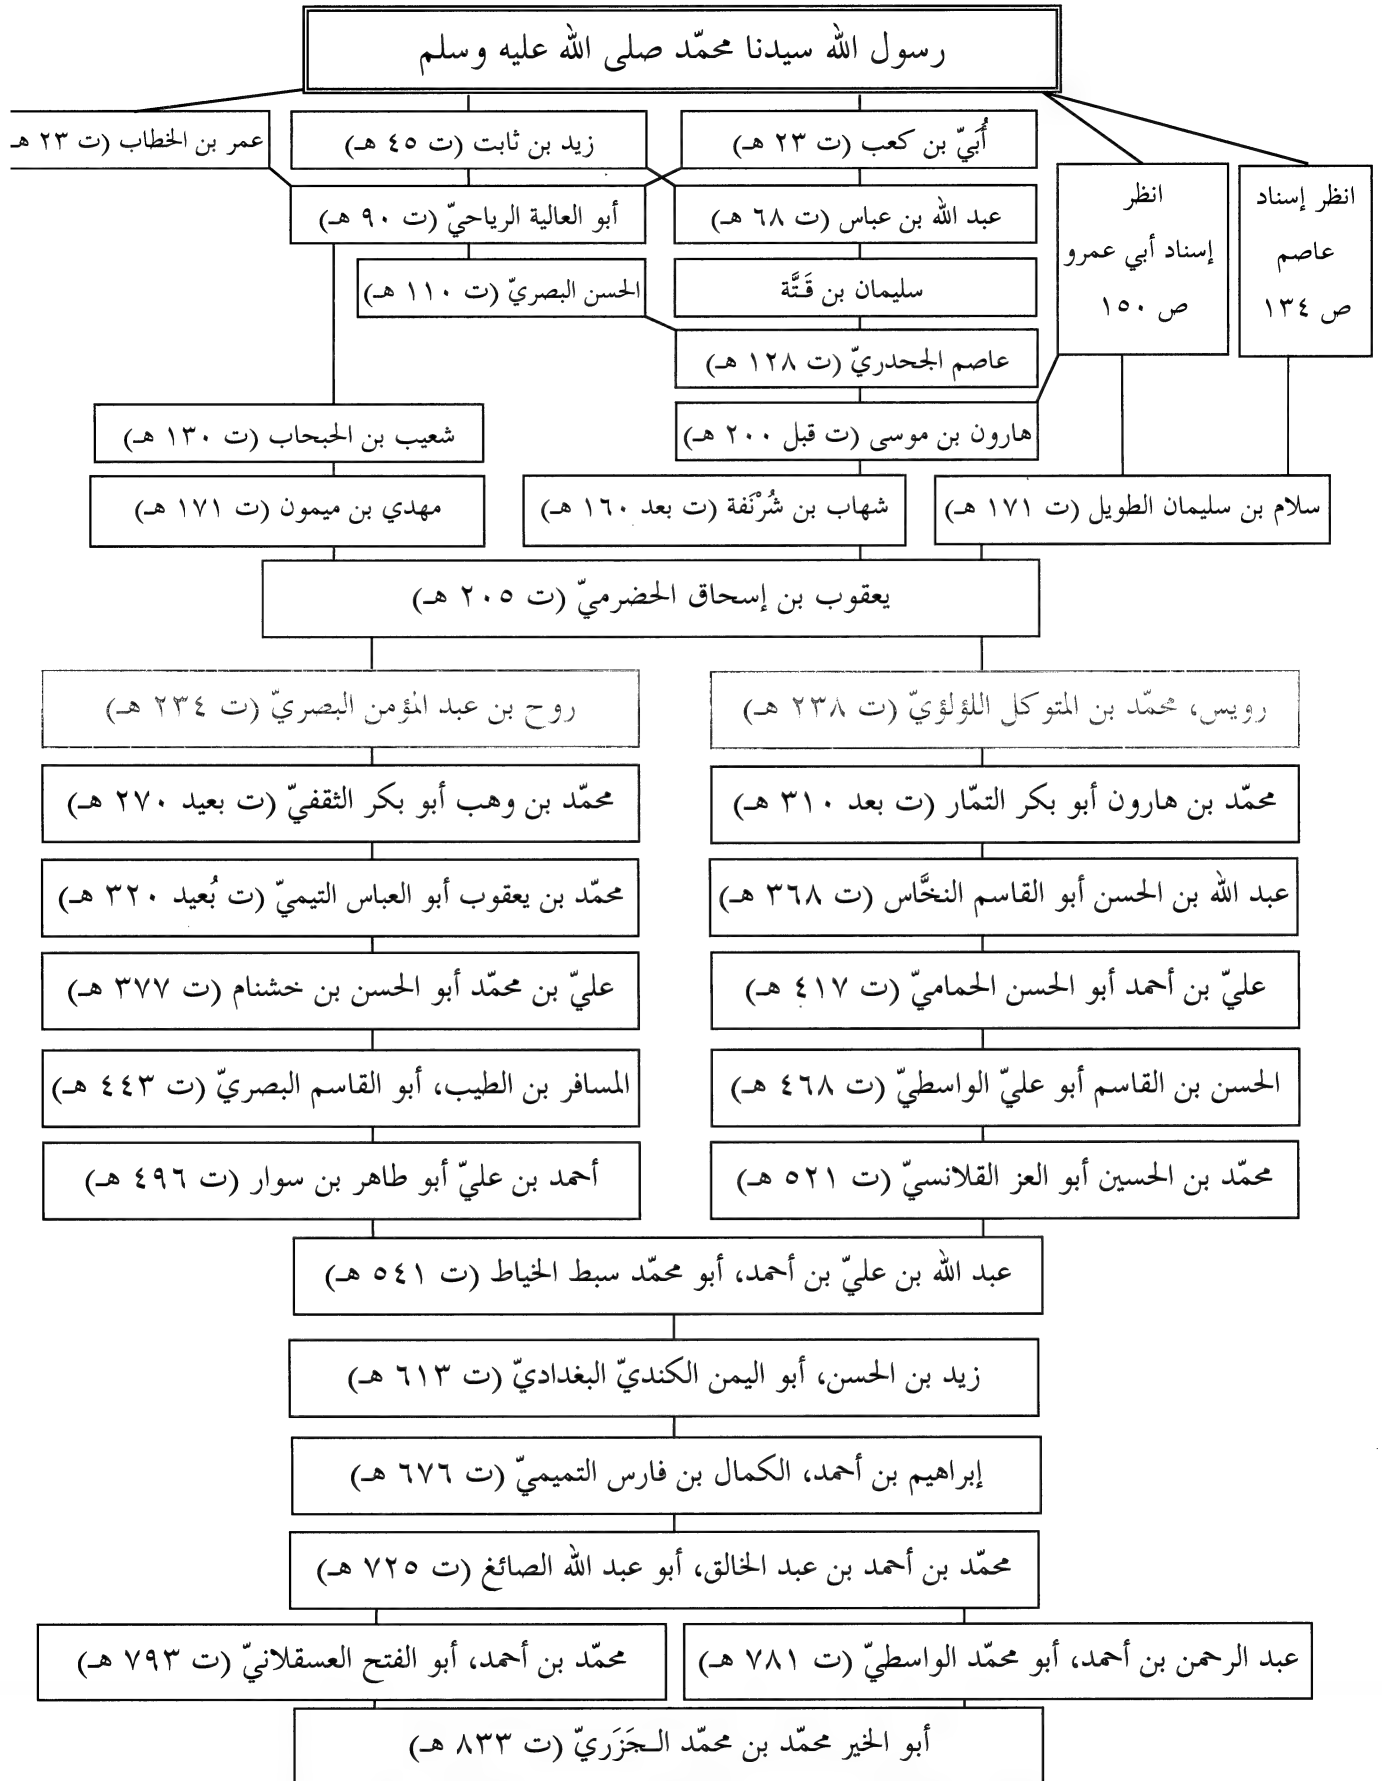 رسول الله سيدنا محمّد صلى الله عليه وسلم
أُبَيّ بن كعب (ت ٢٣ هـ)
زيد بن ثابت (ت ٤٥ هـ)
عمر بن الخطاب (ت ٢٣ هـ
انظر إسناد
عاصم
ص ١٣٤
انظر
إسناد أبي عمرو
ص ١٥٠
عبد الله بن عباس (ت ٦٨ هـ)
أبو العالية الرياحيّ (ت ٩٠ هـ)
سليمان بن قَتَّة
الحسن البصريّ (ت ١١٠ هـ)
عاصم الجحدريّ (ت ١٢٨ هـ)
هارون بن موسى (ت قبل ٢٠٠ هـ)
شعيب بن الحبحاب (ت ١٣٠ هـ)
سلام بن سليمان الطويل (ت ١٧١ هـ)
شهاب بن شُرْنَفة (ت بعد ١٦٠ هـ)
مهدي بن ميمون (ت ١٧١ هـ)
يعقوب بن إسحاق الحضرميّ (ت ٢٠٥ هـ)
رويس، محمّد بن المتوكل اللؤلؤيّ (ت ٢٣٨ هـ)
روح بن عبد المؤمن البصريّ (ت ٢٣٤ هـ)
محمّد بن هارون أبو بكر التمّار (ت بعد ٣١٠ هـ)
محمّد بن وهب أبو بكر الثقفيّ (ت بعيد ٢٧٠ هـ)
عبد الله بن الحسن أبو القاسم النخَّاس (ت ٣٦٨ هـ)
محمّد بن يعقوب أبو العباس التيميّ (ت بُعيد ٣٢٠ هـ)
عليّ بن أحمد أبو الحسن الحماميّ (ت ٤١٧ هـ)
عليّ بن محمّد أبو الحسن بن خشنام (ت ٣٧٧ هـ)
الحسن بن القاسم أبو عليّ الواسطيّ (ت ٤٦٨ هـ)
المسافر بن الطيب، أبو القاسم البصريّ (ت ٤٤٣ هـ)
محمّد بن الحسين أبو العز القلانسيّ (ت ٥٢١ هـ)
أحمد بن عليّ أبو طاهر بن سوار (ت ٤٩٦ هـ)
عبد الله بن عليّ بن أحمد، أبو محمّد سبط الخياط (ت ٥٤١ هـ)
زيد بن الحسن، أبو اليمن الكنديّ البغداديّ (ت ٦١٣ هـ)
إبراهيم بن أحمد، الكمال بن فارس التميميّ (ت ٦٧٦ هـ)
محمّد بن أحمد بن عبد الخالق، أبو عبد الله الصائغ (ت ٧٢٥ هـ)
عبد الرحمن بن أحمد، أبو محمّد الواسطيّ (ت ٧٨١ هـ)
محمّد بن أحمد، أبو الفتح العسقلانيّ (ت ٧٩٣ هـ)
أبو الخير محمّد بن محمّد الـجَزَريّ (ت ٨٣٣ هـ)